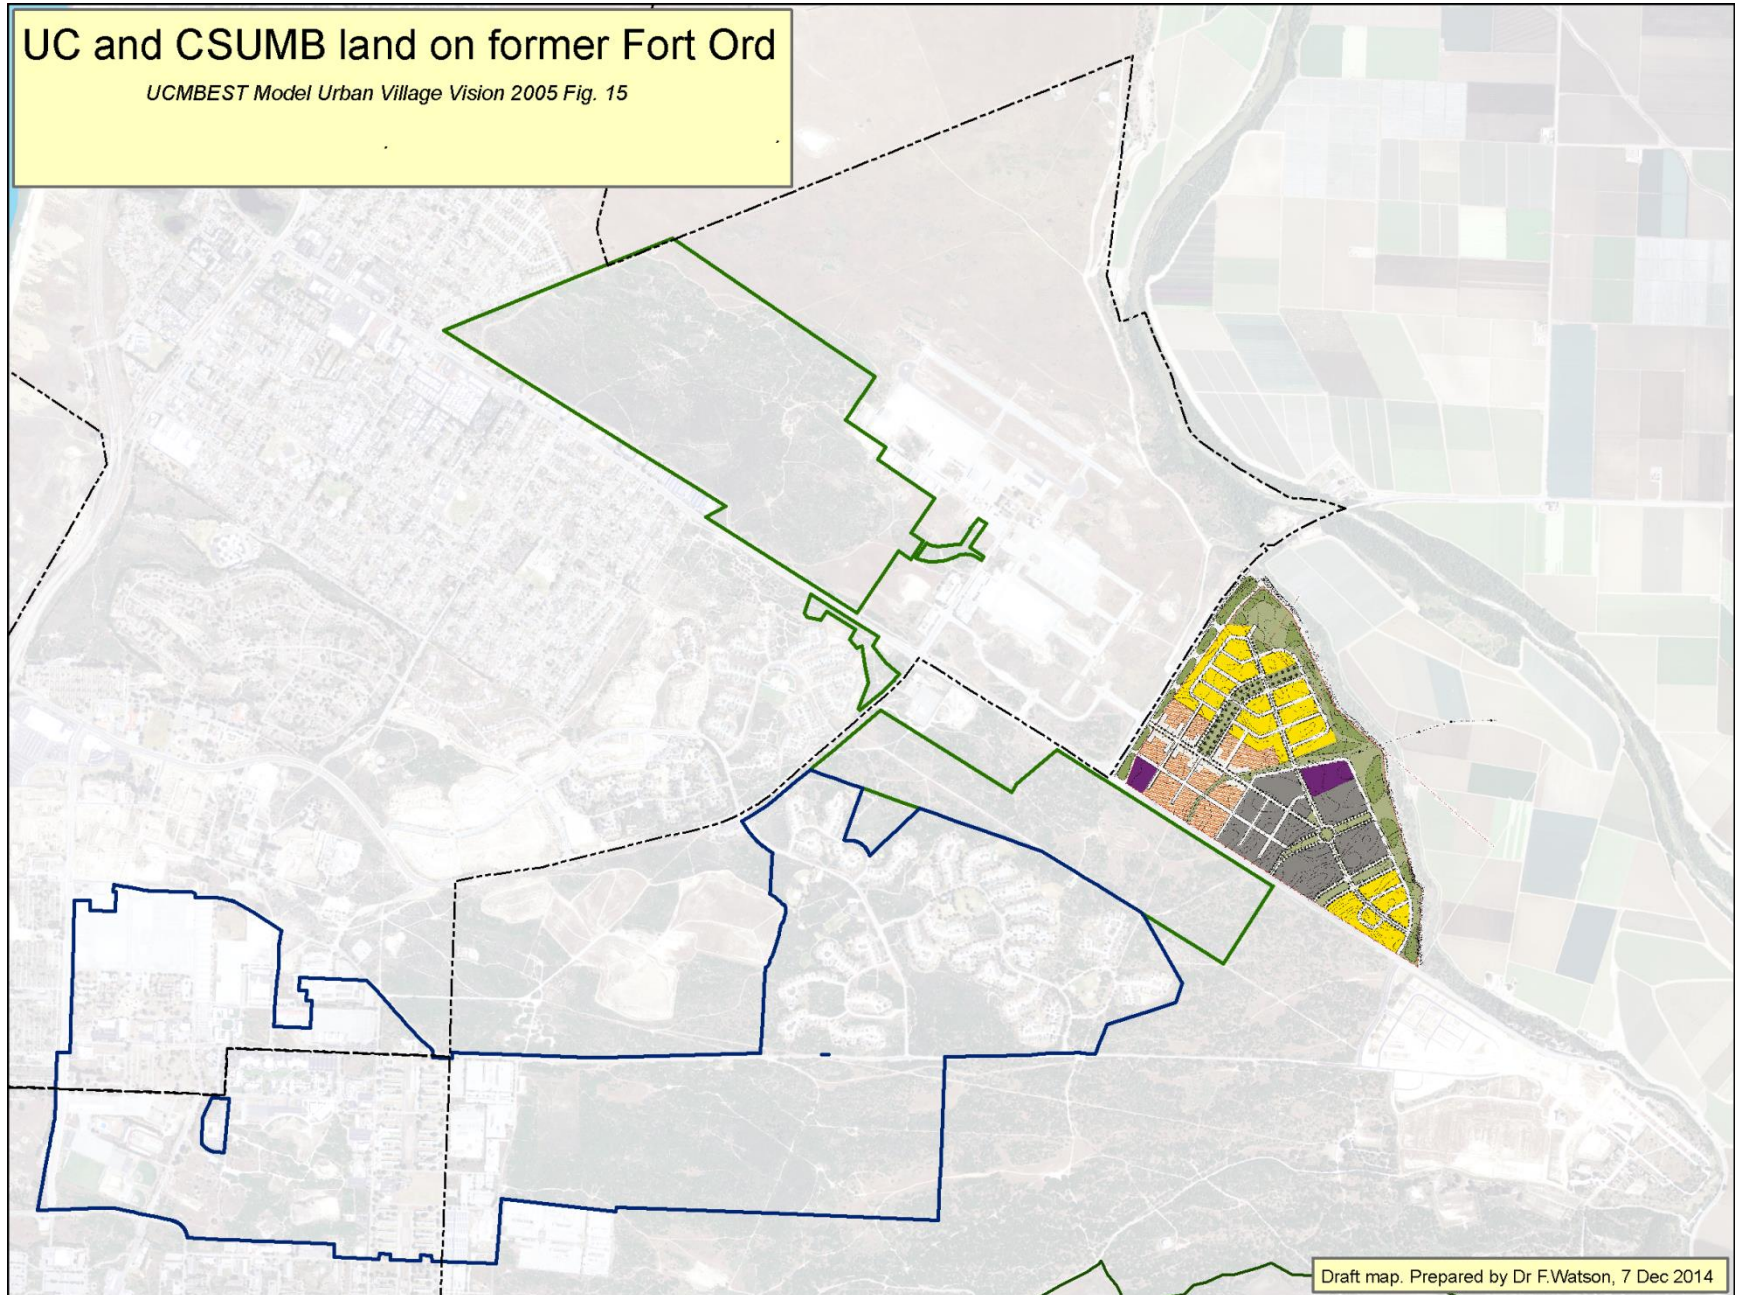 UC and CSUMB land on former Fort Ord
UCMBEST Model Urban Village Vision 2005 Fig. 15
Draft map. Prepared by Dr F.Watson, 7 Dec 2014